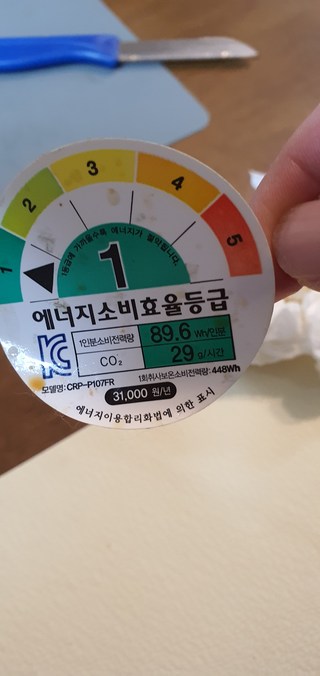 1 2 3 4 5
1등급에 가까울수록 에너지가 절약됩니다.
1
에너지소비효율등급
1인분소비전력량 89.6 Wh/인분
CO₂ 29 g/시간
모델명: CRP-P107FR 1회취사보온소비전력량: 448Wh
31,000 원/년
에너지이용합리화법에 의한 표시